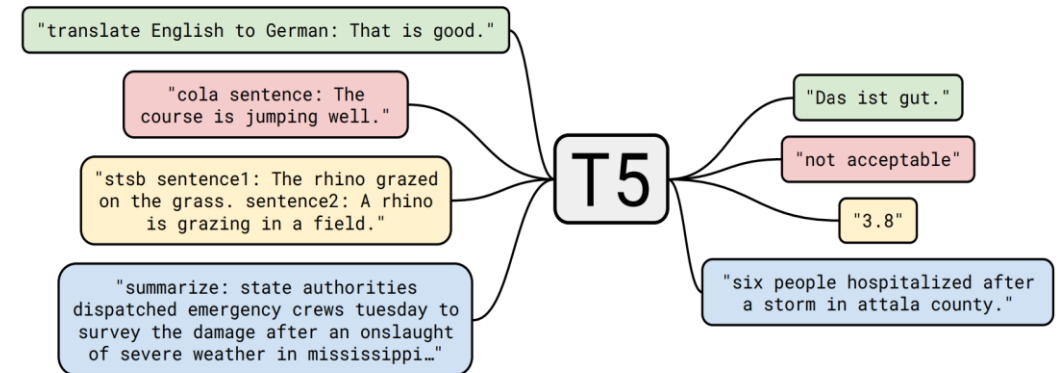 "translate English to German: That is good."
"cola sentence: The
course is jumping well."
"stsb sentence1: The rhino grazed
on the grass. sentence2: A rhino
is grazing in a field."
"summarize: state authorities
dispatched emergency crews tuesday to
survey the damage after an onslaught
of severe weather in mississippi…"
T5
"Das ist gut."
"not acceptable"
"3.8"
"six people hospitalized after
a storm in attala county."